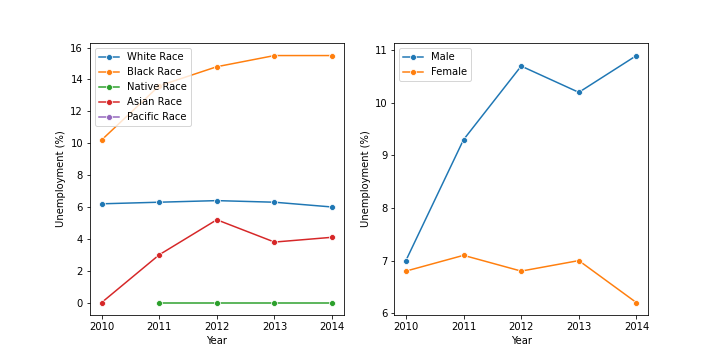 White Race
Black Race
Native Race
Asian Race
Pacific Race
16
14
12
10
8
6
4
2
0
Unemployment (%)
2010 2011 2012 2013 2014
Year
Male
Female
11
10
9
8
7
6
Unemployment (%)
2010 2011 2012 2013 2014
Year